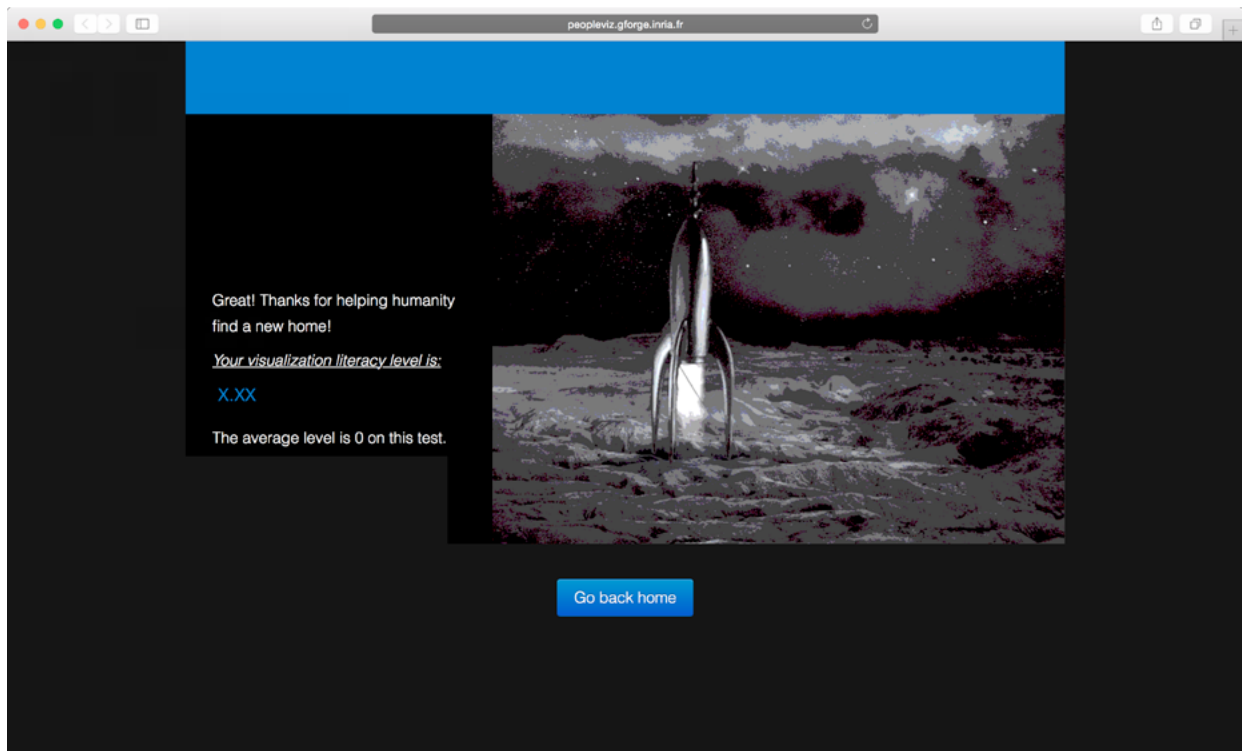 peopleviz.gforge.inria.fr
Great! Thanks for helping humanity
find a new home!
Your visualization literacy level is:
X.XX
The average level is 0 on this test.
Go back home